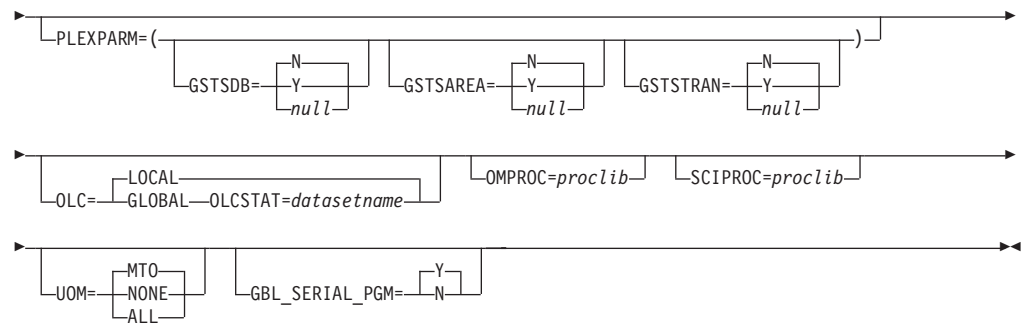 PLEXPARM=( )
N N N
GSTSDB= Y GSTSAREA= Y GSTSTRAN= Y
null null null
LOCAL OMPROC=proclib SCIPROC=proclib
OLC= GLOBAL OLCSTAT=datasetname
MTO Y
UOM= NONE GBL_SERIAL_PGM= N
ALL